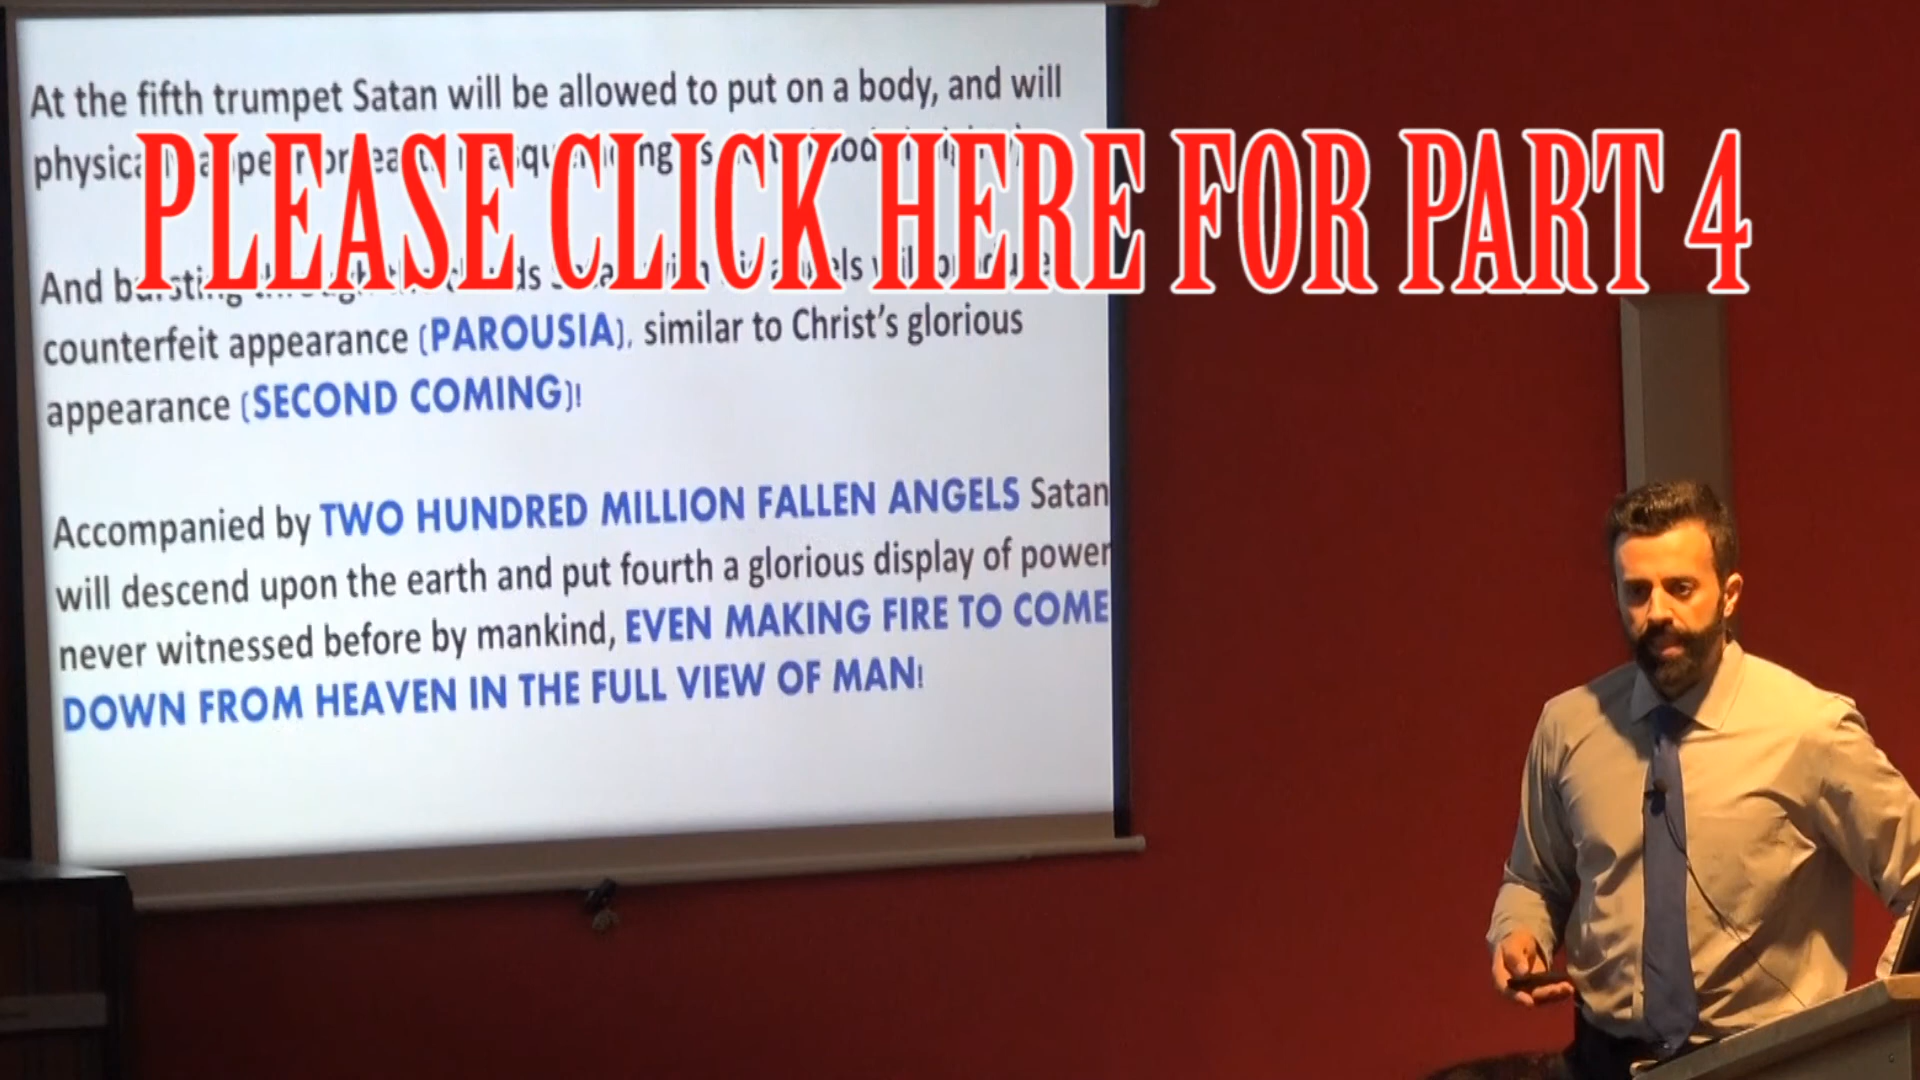 At the fifth trumpet Satan will be allowed to put on a body, and will
PLEASE CLICK HERE FOR PART 4
And
counterfeit appearance (PAROUSIA), similar to Christ's glorious
appearance (SECOND COMING)!
Accompanied by TWO HUNDRED MILLION FALLEN ANGELS Satan
will descend upon the earth and put fourth a glorious display of power
never witnessed before by mankind, EVEN MAKING FIRE TO COME
DOWN FROM HEAVEN IN THE FULL VIEW OF MAN!